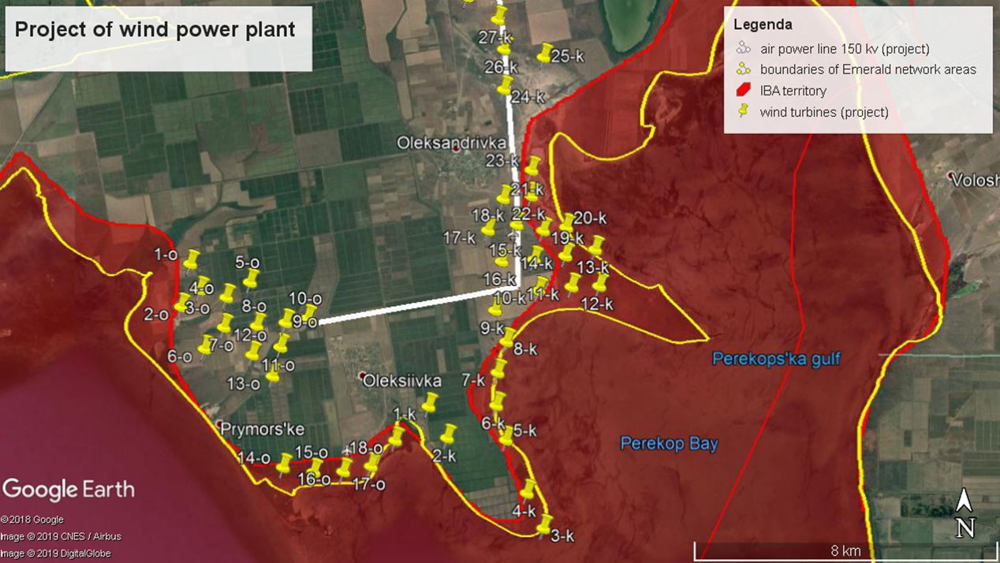 Project of wind power plant
Legenda
air power line 150 kv (project)
boundaries of Emerald network areas
IBA territory
wind turbines (project)
27-k
25-k
26-k
24-k
Oleksandrivka
23-k
Volosh
21-k
18-k
22-k
20-k
17-k
19-k
1-o
5-o
15-k
14-k
13-k
16-k
4-o
3-o
8-o
10-o
10-k
11-k
12-k
2-o
9-o
9-k
12-o
7-o
8-k
6-o
11-o
Perekops'ka gulf
13-o
Oleksiivka
7-k
1-k
6-k
5-k
Prymors'ke
Perekop Bay
14-o
15-o
18-o
2-k
16-o
17-o
Google Earth
4-k
3-k
©2018 Google
Image © 2019 CNES / Airbus
Image © 2019 DigitalGlobe
N
8 km